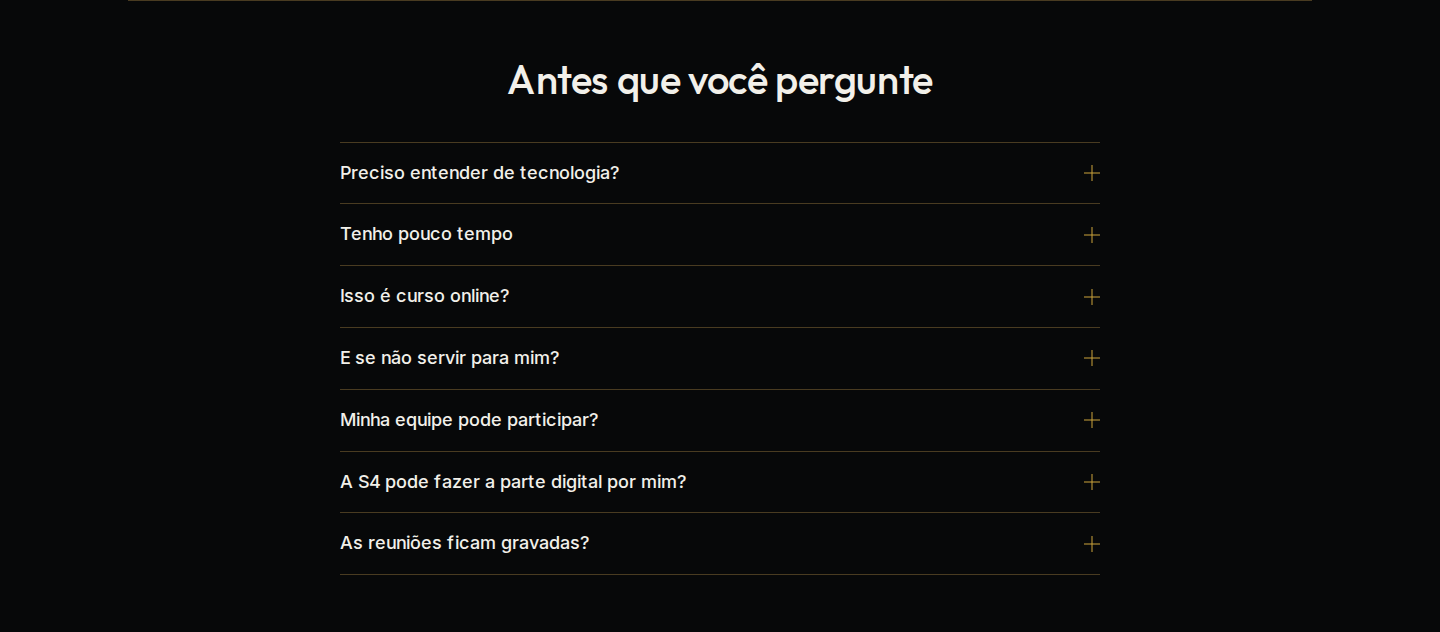 Antes que você pergunte
Preciso entender de tecnologia?
Tenho pouco tempo
Isso é curso online?
E se não servir para mim?
Minha equipe pode participar?
A S4 pode fazer a parte digital por mim?
As reuniões ficam gravadas?